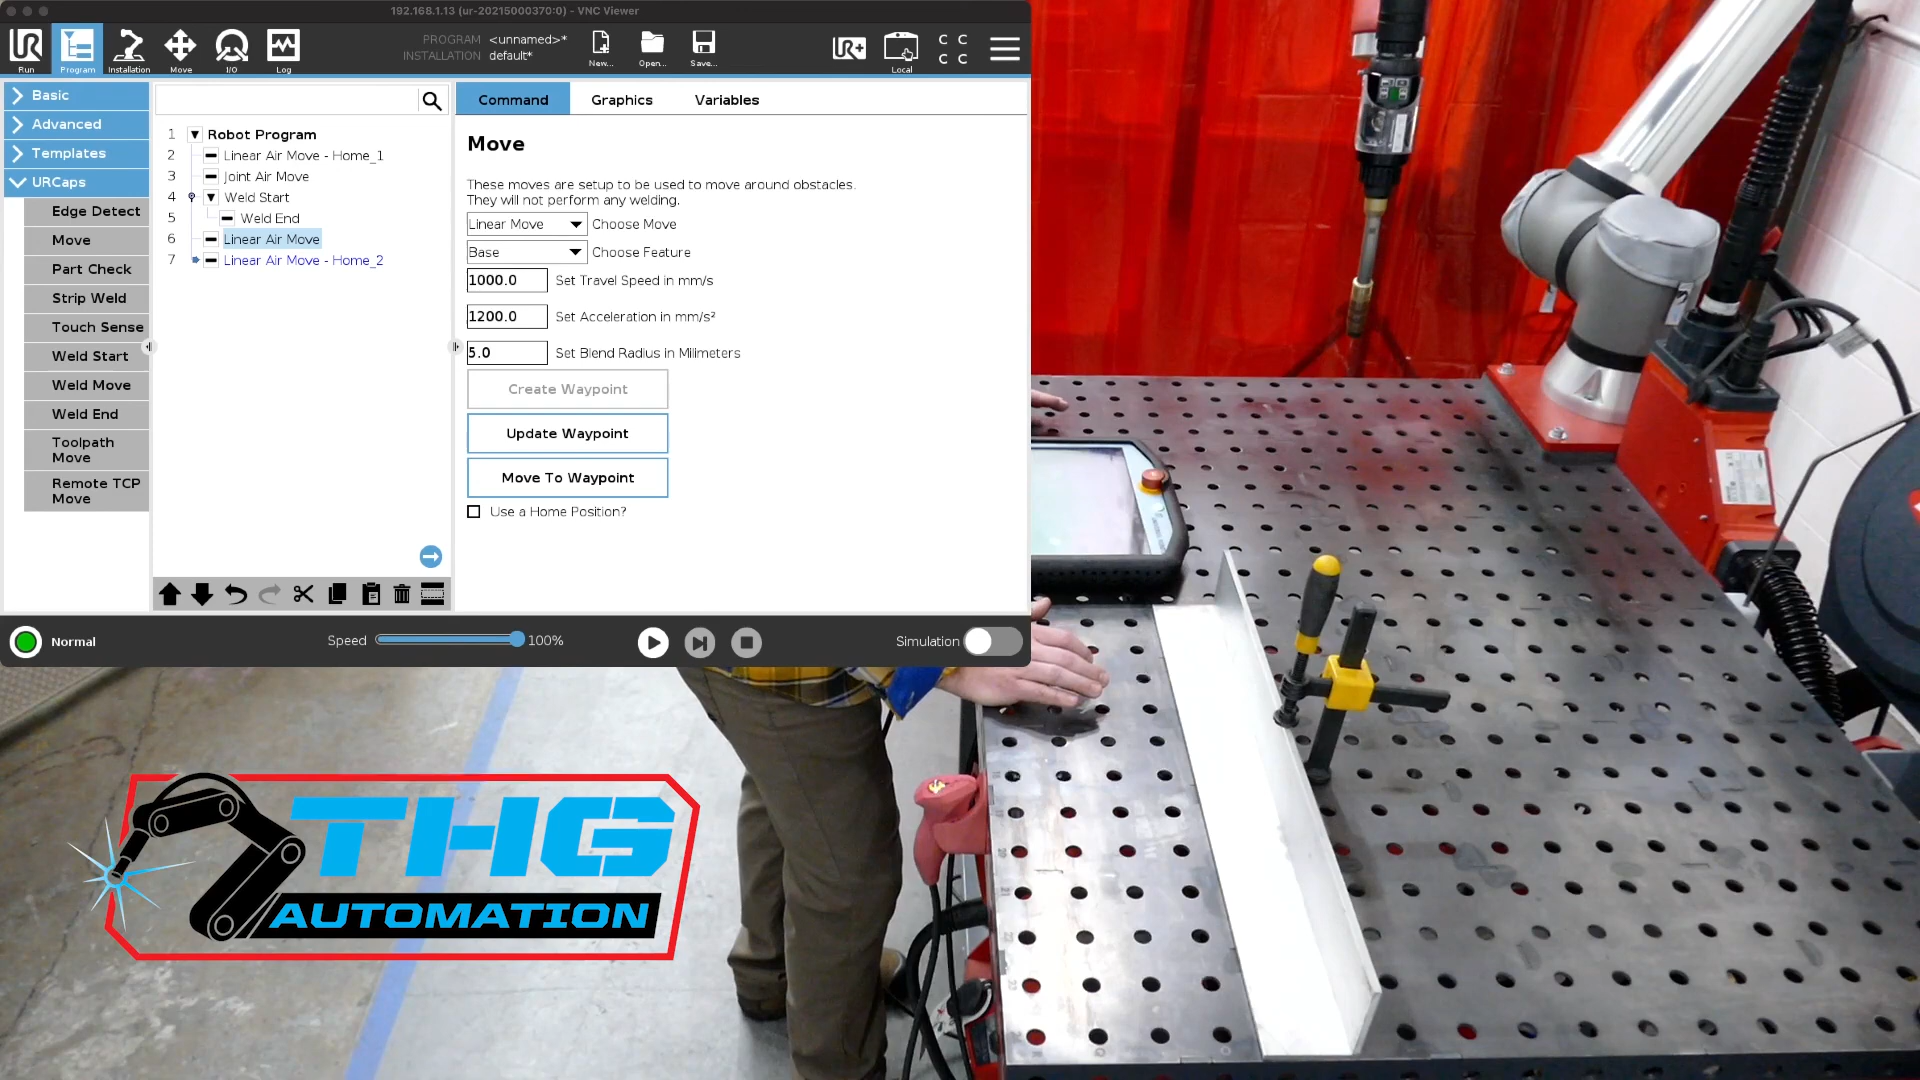 192.168.1.13 (ur-20215000370:0) - VNC Viewer
Run
Program
Installation
Move
I/O
Log
PROGRAM <unnamed>*
INSTALLATION default*
New...
Open...
Save...
UR+
Local
C C
C C
Basic
Advanced
Templates
URCaps
Edge Detect
Move
Part Check
Strip Weld
Touch Sense
Weld Start
Weld Move
Weld End
Toolpath
Move
Remote TCP
Move
1 Robot Program
2 Linear Air Move - Home_1
3 Joint Air Move
4 Weld Start
5 Weld End
6 Linear Air Move
7 Linear Air Move - Home_2
Command Graphics Variables
Move
These moves are setup to be used to move around obstacles.
They will not perform any welding.
Linear Move Choose Move
Base Choose Feature
1000.0 Set Travel Speed in mm/s
1200.0 Set Acceleration in mm/s²
5.0 Set Blend Radius in Milimeters
Create Waypoint
Update Waypoint
Move To Waypoint
Use a Home Position?
Normal
Speed 100%
Simulation
THG
AUTOMATION